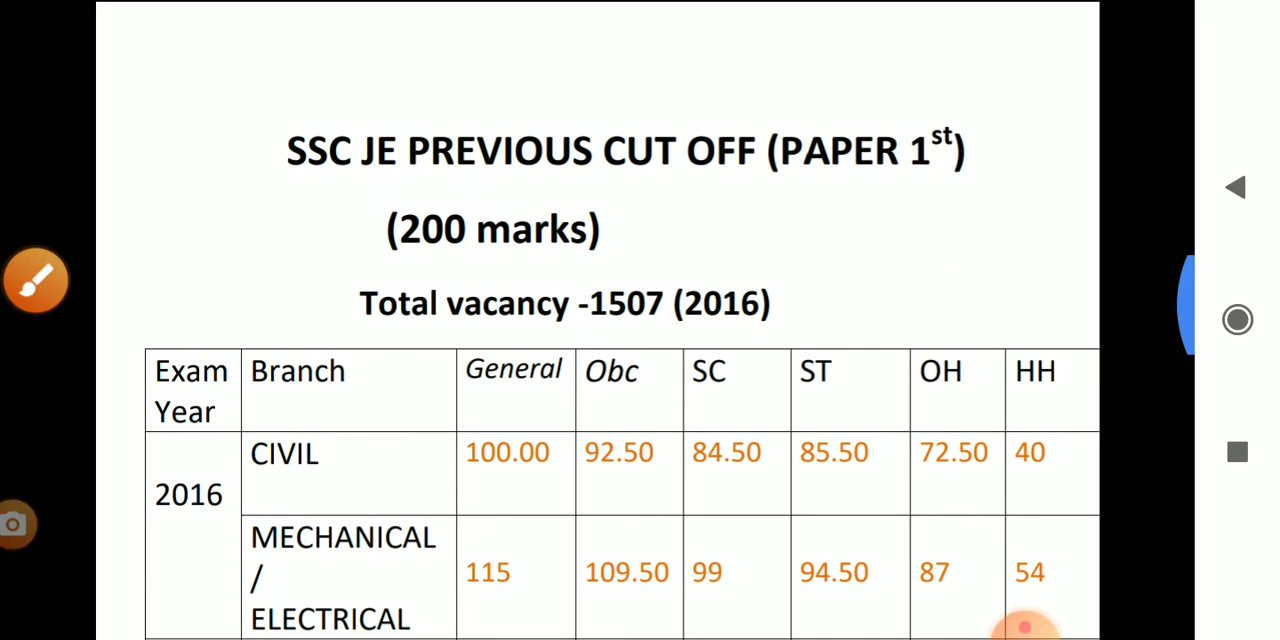 SSC JE PREVIOUS CUT OFF (PAPER 1st)
(200 marks)
Total vacancy -1507 (2016)
Exam Year Branch General Obc SC ST OH HH
2016 CIVIL 100.00 92.50 84.50 85.50 72.50 40
MECHANICAL / ELECTRICAL 115 109.50 99 94.50 87 54